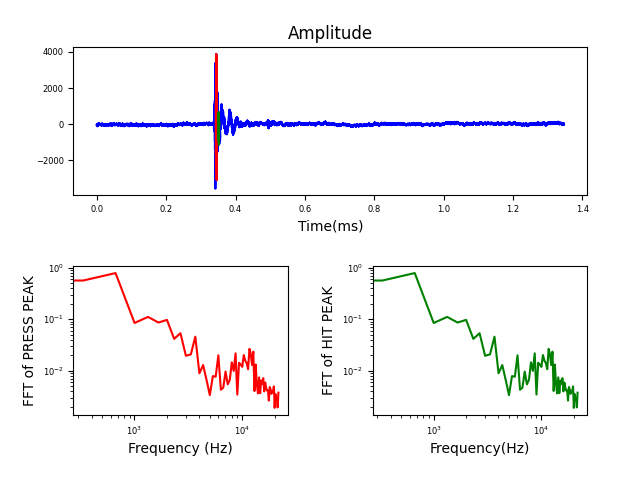 Amplitude
4000
2000
0
−2000
0.0 0.2 0.4 0.6 0.8 1.0 1.2 1.4
Time(ms)
FFT of PRESS PEAK
10⁰
10⁻¹
10⁻²
10³ 10⁴
Frequency (Hz)
FFT of HIT PEAK
10⁰
10⁻¹
10⁻²
10³ 10⁴
Frequency(Hz)